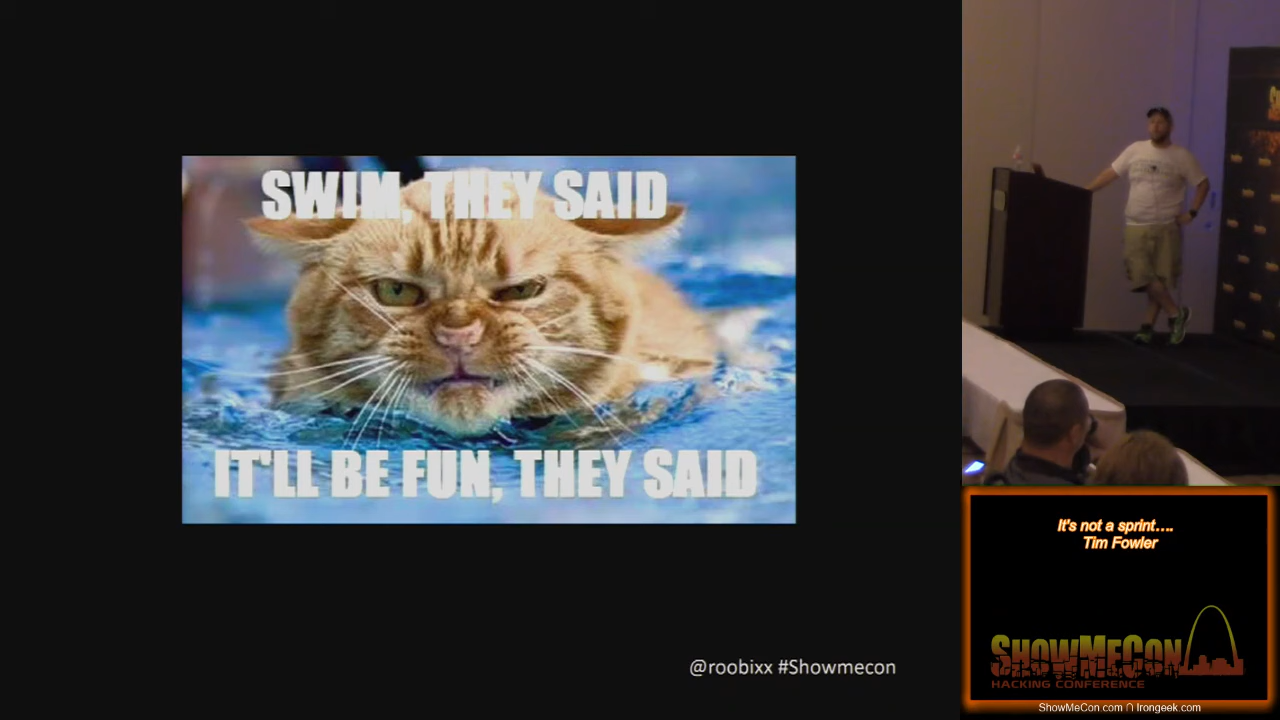 SWIM, THEY SAID
IT'LL BE FUN, THEY SAID
@roobixx #Showmecon
It's not a sprint....
Tim Fowler
SHOWMECON
HACKING CONFERENCE
ShowMeCon.com ∩ Irongeek.com